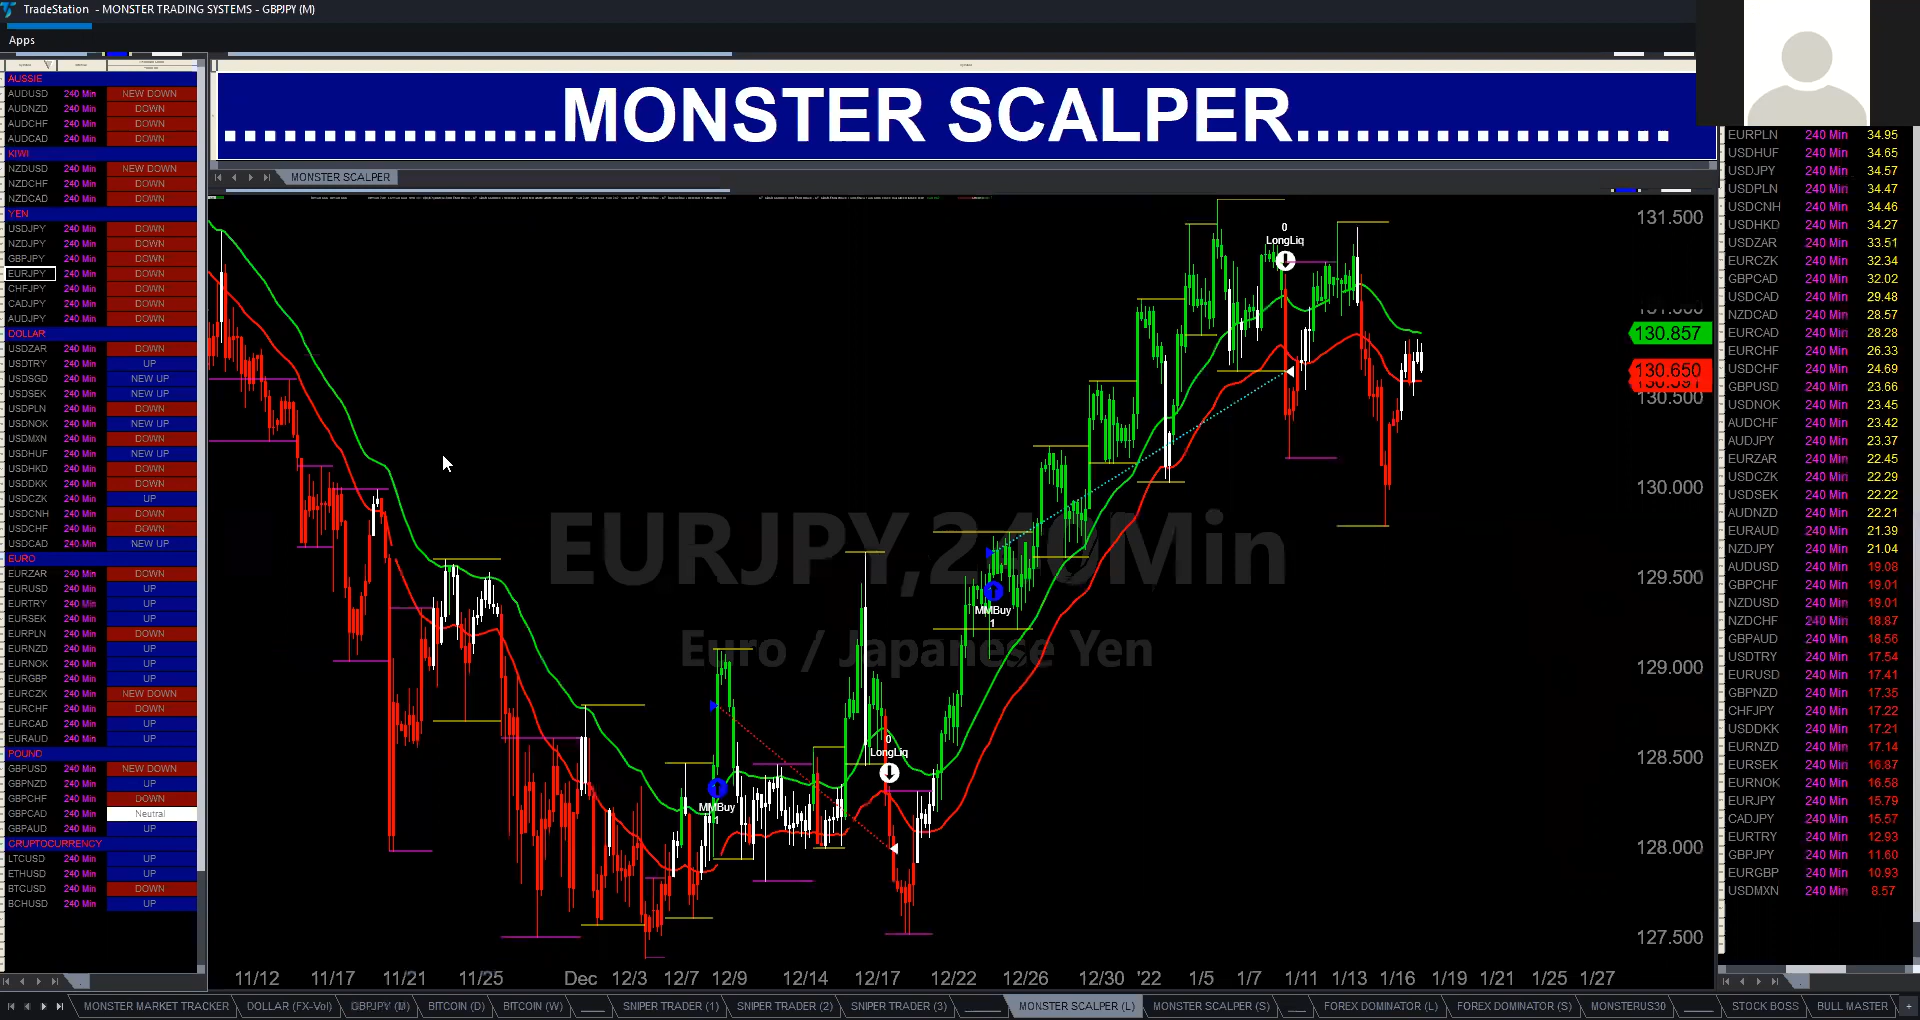 TradeStation - MONSTER TRADING SYSTEMS - GBPJPY (M)
Apps
AUSSIE
AUDUSD 240 Min NEW DOWN
AUDNZD 240 Min DOWN
AUDCHF 240 Min DOWN
AUDCAD 240 Min DOWN
KIWI
NZDUSD 240 Min NEW DOWN
NZDCHF 240 Min DOWN
NZDCAD 240 Min DOWN
YEN
USDJPY 240 Min DOWN
NZDJPY 240 Min DOWN
GBPJPY 240 Min DOWN
EURJPY 240 Min DOWN
CHFJPY 240 Min DOWN
CADJPY 240 Min DOWN
AUDJPY 240 Min DOWN
DOLLAR
USDZAR 240 Min DOWN
USDTRY 240 Min UP
USDSGD 240 Min NEW UP
USDSEK 240 Min NEW UP
USDPLN 240 Min DOWN
USDNOK 240 Min NEW UP
USDMXN 240 Min DOWN
USDHUF 240 Min NEW UP
USDHKD 240 Min DOWN
USDDKK 240 Min DOWN
USDCZK 240 Min UP
USDCNH 240 Min DOWN
USDCHF 240 Min DOWN
USDCAD 240 Min NEW UP
EURO
EURZAR 240 Min DOWN
EURUSD 240 Min UP
EURTRY 240 Min UP
EURSEK 240 Min UP
EURPLN 240 Min DOWN
EURNZD 240 Min UP
EURNOK 240 Min UP
EURGBP 240 Min UP
EURCZK 240 Min NEW DOWN
EURCHF 240 Min DOWN
EURCAD 240 Min UP
EURAUD 240 Min UP
POUND
GBPUSD 240 Min NEW DOWN
GBPNZD 240 Min UP
GBPCHF 240 Min DOWN
GBPCAD 240 Min Neutral
GBPAUD 240 Min UP
CRUPTOCURRENCY
LTCUSD 240 Min UP
ETHUSD 240 Min UP
BTCUSD 240 Min DOWN
BCHUSD 240 Min UP
..................MONSTER SCALPER....................
MONSTER SCALPER
EURJPY,240Min
Euro / Japanese Yen
0
LongLiq
MMBuy
1
0
LongLiq
MMBuy
1
131.500
131.000
130.857
130.650
130.591
130.500
130.000
129.500
129.000
128.500
128.000
127.500
11/12 11/17 11/21 11/25 Dec 12/3 12/7 12/9 12/14 12/17 12/22 12/26 12/30 '22 1/5 1/7 1/11 1/13 1/16 1/19 1/21 1/25 1/27
EURPLN 240 Min 34.95
USDHUF 240 Min 34.65
USDJPY 240 Min 34.57
USDPLN 240 Min 34.47
USDCNH 240 Min 34.46
USDHKD 240 Min 34.27
USDZAR 240 Min 33.51
EURCZK 240 Min 32.34
GBPCAD 240 Min 32.02
USDCAD 240 Min 29.48
NZDCAD 240 Min 28.57
EURCAD 240 Min 28.28
EURCHF 240 Min 26.33
USDCHF 240 Min 24.69
GBPUSD 240 Min 23.66
USDNOK 240 Min 23.45
AUDCHF 240 Min 23.42
AUDJPY 240 Min 23.37
EURZAR 240 Min 22.45
USDCZK 240 Min 22.29
USDSEK 240 Min 22.22
AUDNZD 240 Min 22.21
EURAUD 240 Min 21.39
NZDJPY 240 Min 21.04
AUDUSD 240 Min 19.08
GBPCHF 240 Min 19.01
NZDUSD 240 Min 19.01
NZDCHF 240 Min 18.87
GBPAUD 240 Min 18.56
USDTRY 240 Min 17.54
EURUSD 240 Min 17.41
GBPNZD 240 Min 17.35
CHFJPY 240 Min 17.22
USDDKK 240 Min 17.21
EURNZD 240 Min 17.14
EURSEK 240 Min 16.87
EURNOK 240 Min 16.58
EURJPY 240 Min 15.79
CADJPY 240 Min 15.57
EURTRY 240 Min 12.93
GBPJPY 240 Min 11.60
EURGBP 240 Min 10.93
USDMXN 240 Min 8.57
MONSTER MARKET TRACKER DOLLAR (FX-Vol) GBPJPY (M) BITCOIN (D) BITCOIN (W) ____ SNIPER TRADER (1) SNIPER TRADER (2) SNIPER TRADER (3) ______ MONSTER SCALPER (L) MONSTER SCALPER (S) ___ FOREX DOMINATOR (L) FOREX DOMINATOR (S) MONSTERUS30 _____ STOCK BOSS BULL MASTER +